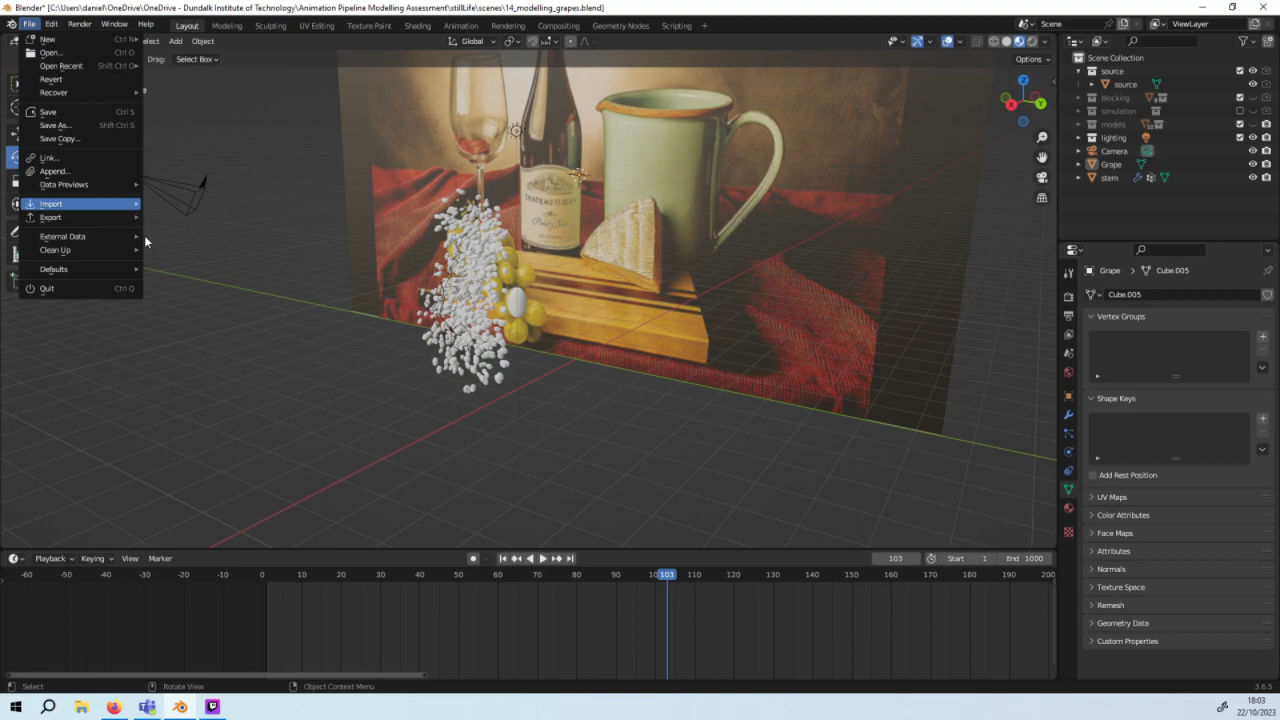 Blender* [C:\Users\daniel\OneDrive\OneDrive - Dundalk Institute of Technology\Animation Pipeline Modelling Assessment\stillLife\scenes\14_modelling_grapes.blend]
File Edit Render Window Help Layout Modeling Sculpting UV Editing Texture Paint Shading Animation Rendering Compositing Geometry Nodes Scripting + Scene ViewLayer
New Ctrl N
Open... Ctrl O
Open Recent Shift Ctrl O
Revert
Recover
Save Ctrl S
Save As... Shift Ctrl S
Save Copy...
Link...
Append...
Data Previews
Import
Export
External Data
Clean Up
Defaults
Quit Ctrl Q
Add Object Global
Drag: Select Box Options
X Y Z
CHATEAU ST JEAN
Scene Collection
source
source
blocking
simulation
models
lighting
Camera
Grape
stem
Grape > Cube.005
Cube.005
Vertex Groups
Shape Keys
Add Rest Position
UV Maps
Color Attributes
Face Maps
Attributes
Normals
Texture Space
Remesh
Geometry Data
Custom Properties
Playback Keying View Marker 103 Start 1 End 1000
-60 -50 -40 -30 -20 -10 0 10 20 30 40 50 60 70 80 90 103 110 120 130 140 150 160 170 180 190 200
Select Rotate View Object Context Menu 3.6.5
18:03
22/10/2023